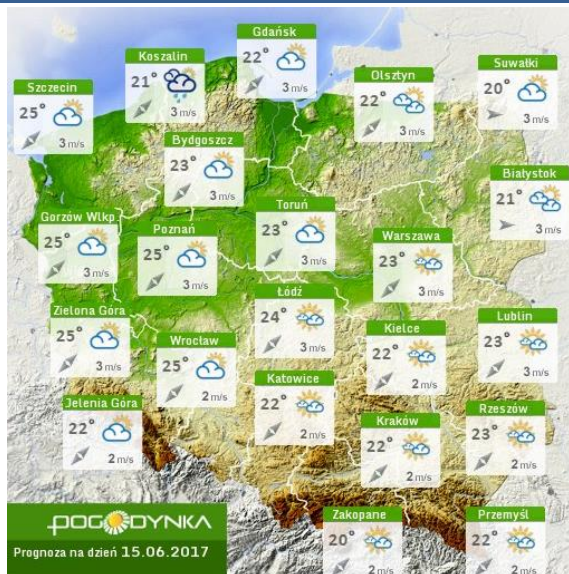 Gdańsk
22°
3 m/s
Koszalin
21°
3 m/s
Szczecin
25°
3 m/s
Olsztyn
22°
3 m/s
Suwałki
20°
3 m/s
Bydgoszcz
23°
3 m/s
Białystok
21°
3 m/s
Gorzów Wlkp
25°
3 m/s
Poznań
25°
3 m/s
Toruń
23°
3 m/s
Warszawa
23°
3 m/s
Zielona Góra
25°
3 m/s
Łódź
24°
3 m/s
Kielce
22°
2 m/s
Lublin
23°
3 m/s
Wrocław
25°
2 m/s
Katowice
22°
2 m/s
Jelenia Góra
22°
2 m/s
Kraków
22°
2 m/s
Rzeszów
23°
2 m/s
Zakopane
20°
2 m/s
Przemyśl
22°
2 m/s
POGODYNKA
Prognoza na dzień 15.06.2017